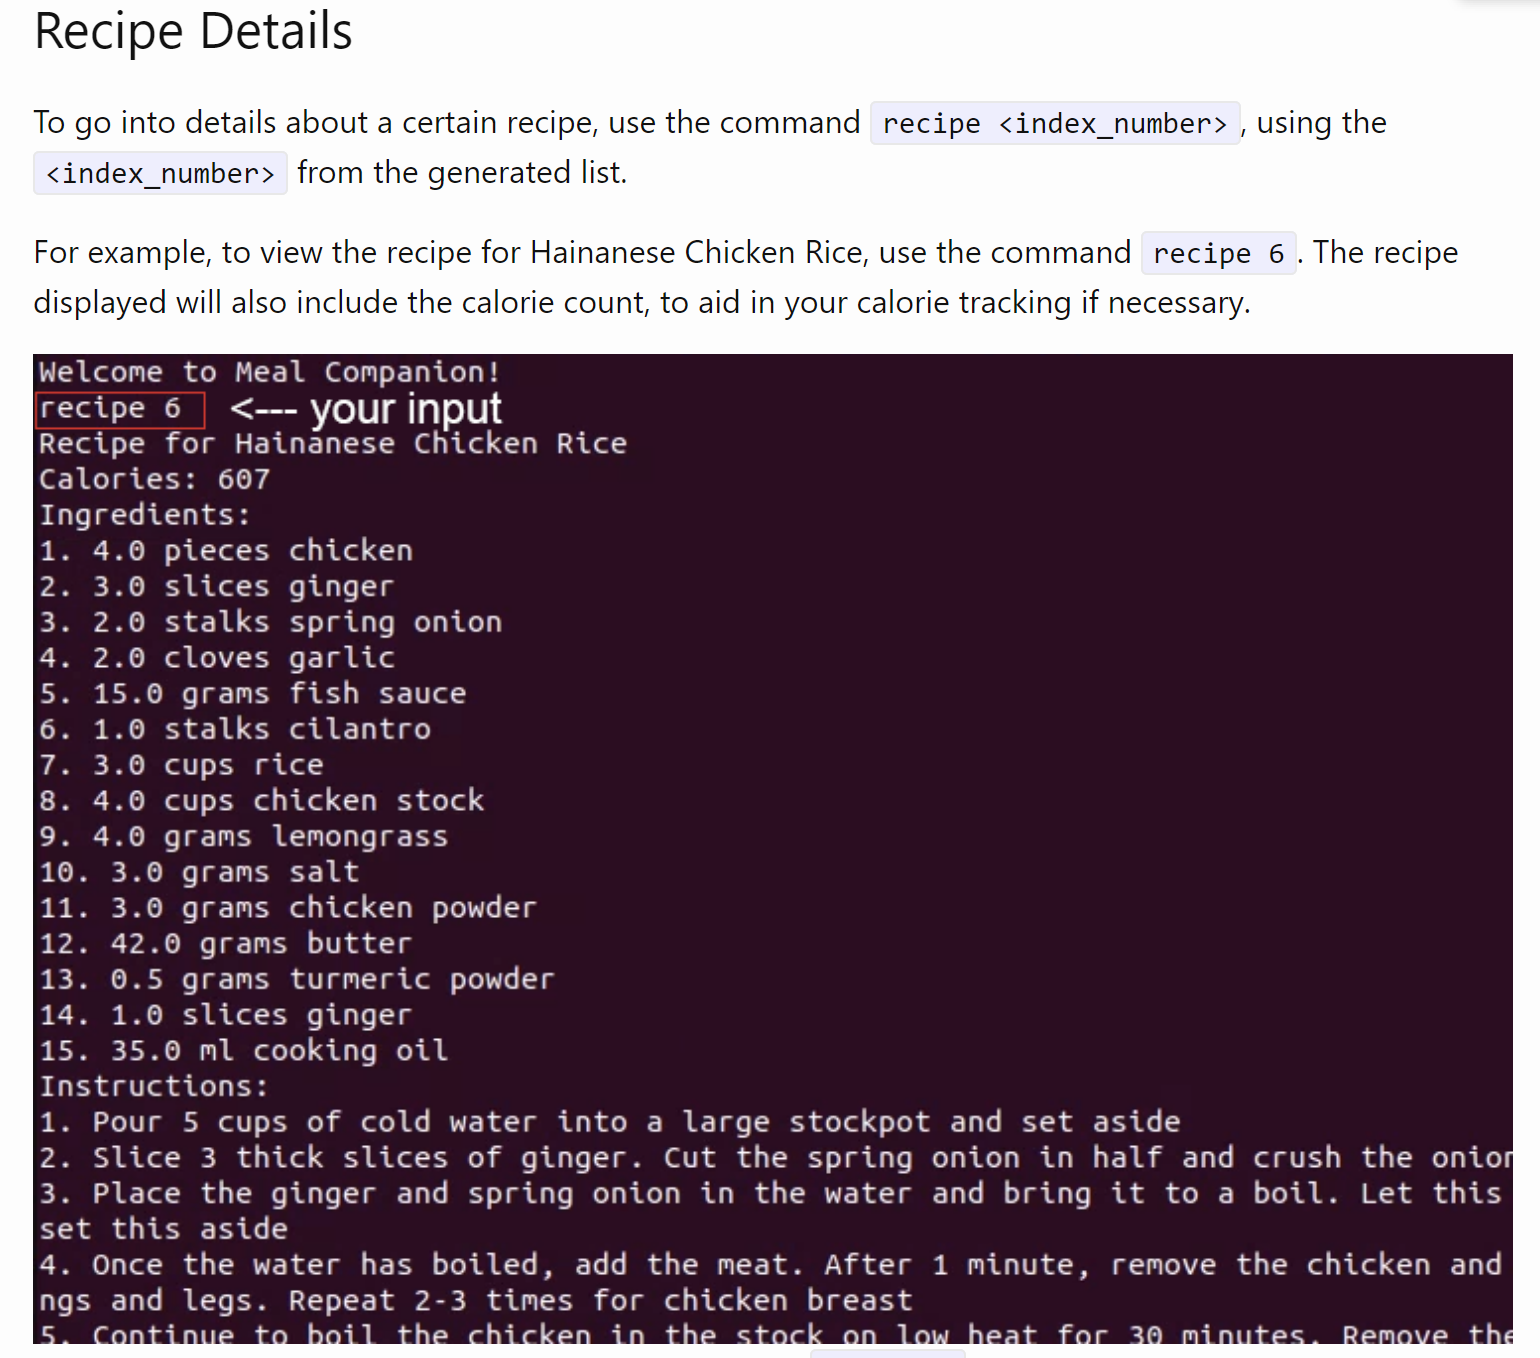 Recipe Details
To go into details about a certain recipe, use the command recipe <index_number>, using the
<index_number> from the generated list.
For example, to view the recipe for Hainanese Chicken Rice, use the command recipe 6. The recipe
displayed will also include the calorie count, to aid in your calorie tracking if necessary.
Welcome to Meal Companion!
recipe 6 <--- your input
Recipe for Hainanese Chicken Rice
Calories: 607
Ingredients:
1. 4.0 pieces chicken
2. 3.0 slices ginger
3. 2.0 stalks spring onion
4. 2.0 cloves garlic
5. 15.0 grams fish sauce
6. 1.0 stalks cilantro
7. 3.0 cups rice
8. 4.0 cups chicken stock
9. 4.0 grams lemongrass
10. 3.0 grams salt
11. 3.0 grams chicken powder
12. 42.0 grams butter
13. 0.5 grams turmeric powder
14. 1.0 slices ginger
15. 35.0 ml cooking oil
Instructions:
1. Pour 5 cups of cold water into a large stockpot and set aside
2. Slice 3 thick slices of ginger. Cut the spring onion in half and crush the onion
3. Place the ginger and spring onion in the water and bring it to a boil. Let this
set this aside
4. Once the water has boiled, add the meat. After 1 minute, remove the chicken and
ngs and legs. Repeat 2-3 times for chicken breast
5. Continue to boil the chicken in the stock on low heat for 30 minutes. Remove the